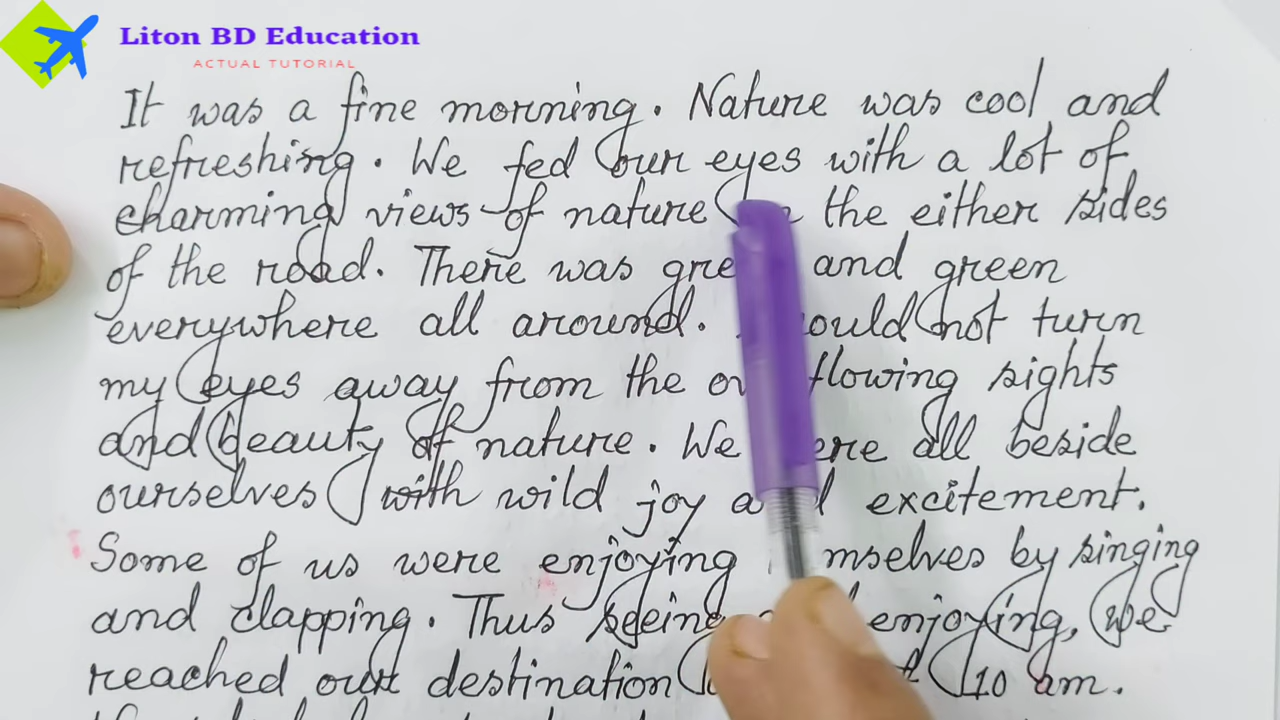 Liton BD Education
ACTUAL TUTORIAL
It was a fine morning. Nature was cool and
refreshing. We fed our eyes with a lot of
charming views of nature the either sides
of the road. There was and green
everywhere all around. not turn
my eyes away from the sights
and beauty of nature. We all beside
ourselves with wild joy excitement.
Some of us were enjoying by singing
and clapping. Thus seeing enjoying, we
reached our destination 10 am.